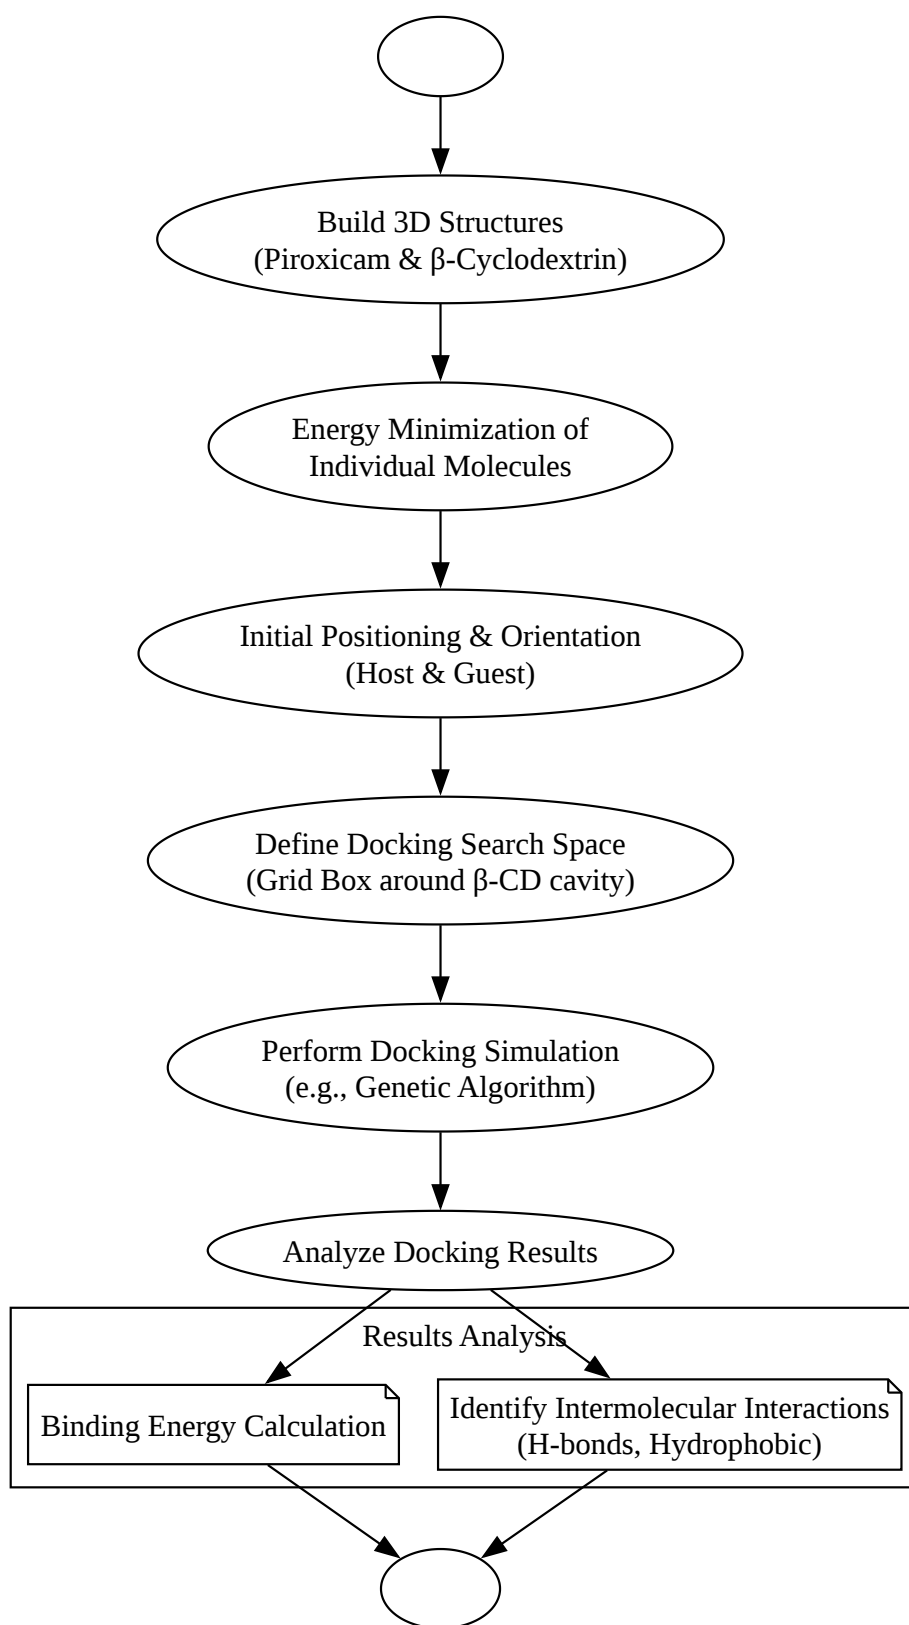 Build 3D Structures
(Piroxicam & β-Cyclodextrin)
Energy Minimization of
Individual Molecules
Initial Positioning & Orientation
(Host & Guest)
Define Docking Search Space
(Grid Box around β-CD cavity)
Perform Docking Simulation
(e.g., Genetic Algorithm)
Analyze Docking Results
Results Analysis
Binding Energy Calculation
Identify Intermolecular Interactions
(H-bonds, Hydrophobic)